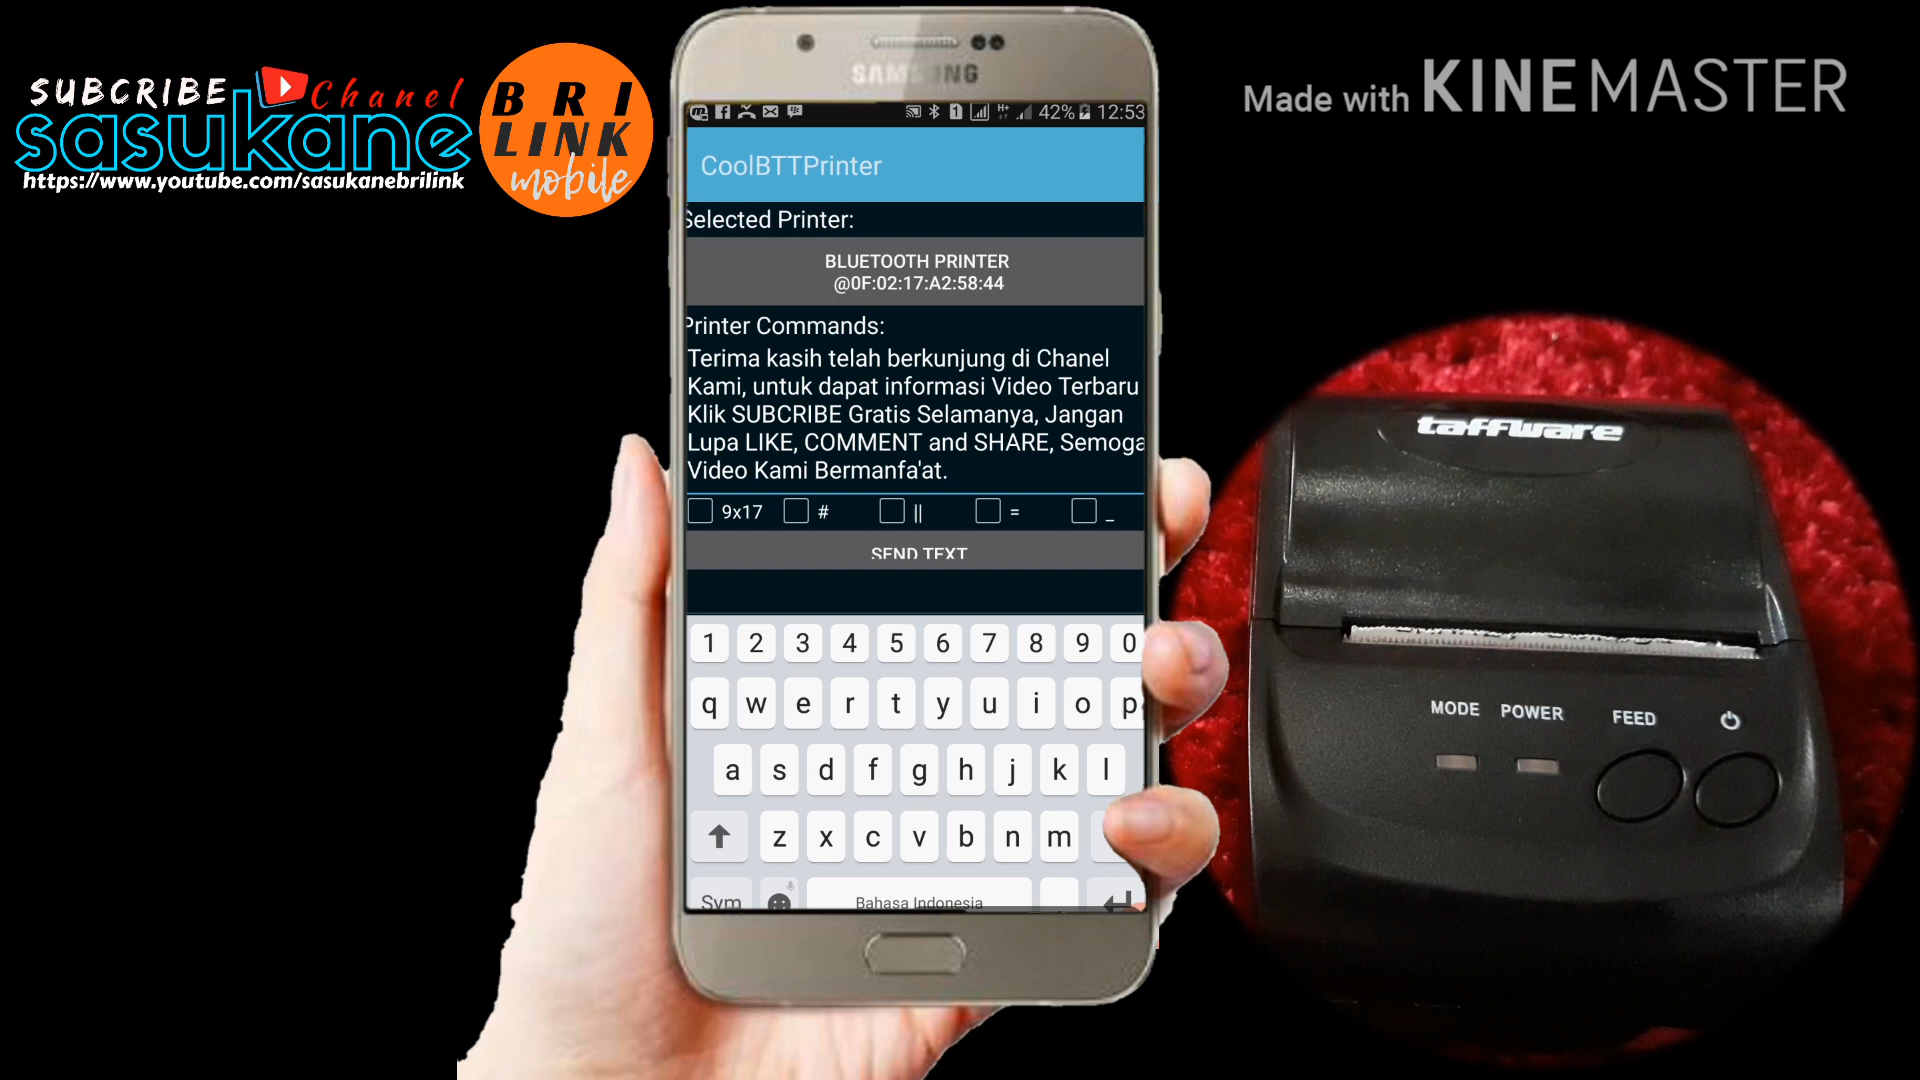 SUBCRIBE Chanel
sasukane
https://www.youtube.com/sasukanebrilink
BRI
LINK
mobile
Made with KINEMASTER
SAMSUNG
H+ 42% 12:53
CoolBTTPrinter
Selected Printer:
BLUETOOTH PRINTER
@0F:02:17:A2:58:44
Printer Commands:
Terima kasih telah berkunjung di Chanel
Kami, untuk dapat informasi Video Terbaru
Klik SUBCRIBE Gratis Selamanya, Jangan
Lupa LIKE, COMMENT and SHARE, Semoga
Video Kami Bermanfa'at.
9x17 # || = _
SEND TEXT
1 2 3 4 5 6 7 8 9 0
q w e r t y u i o p
a s d f g h j k l
z x c v b n m
Sym Bahasa Indonesia .
taffware
MODE POWER FEED